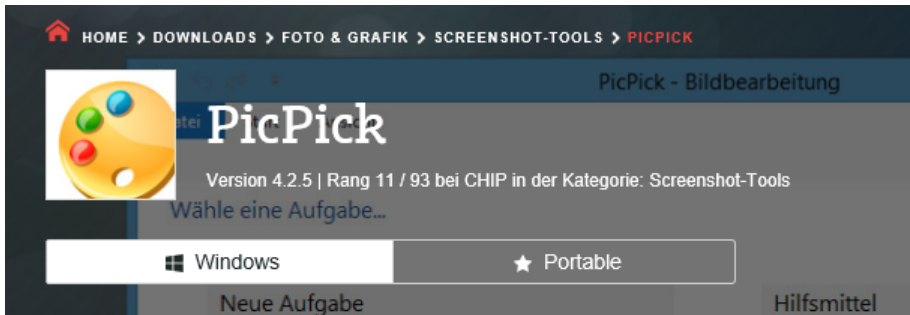 HOME > DOWNLOADS > FOTO & GRAFIK > SCREENSHOT-TOOLS > PICPICK
PicPick - Bildbearbeitung
PicPick
Version 4.2.5 | Rang 11 / 93 bei CHIP in der Kategorie: Screenshot-Tools
Wähle eine Aufgabe...
Windows
Portable
Neue Aufgabe
Hilfsmittel